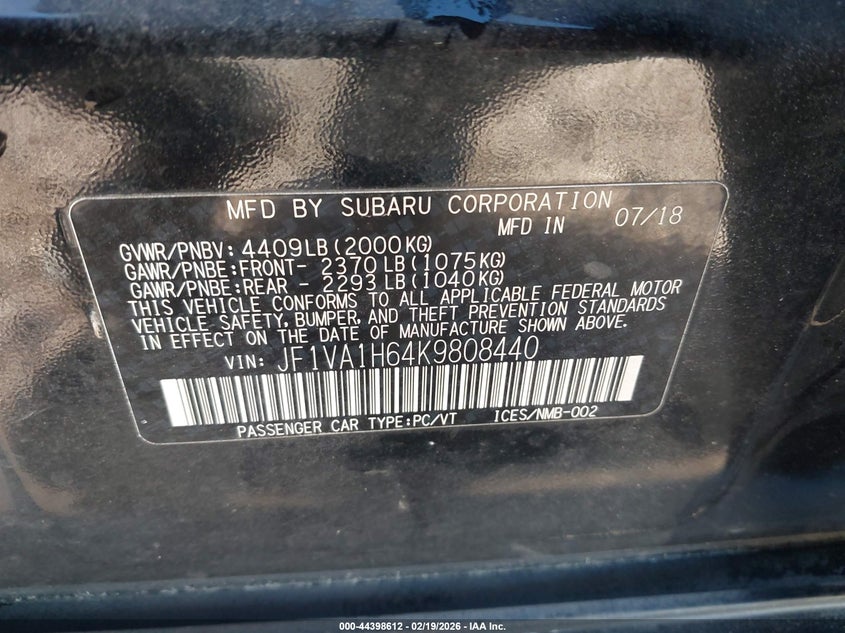 MFD BY SUBARU CORPORATION
MFD IN 07/18
GVWR/PNBV: 4409LB(2000KG)
GAWR/PNBE:FRONT- 2370LB(1075KG)
GAWR/PNBE:REAR - 2293LB(1040KG)
THIS VEHICLE CONFORMS TO ALL APPLICABLE FEDERAL MOTOR
VEHICLE SAFETY, BUMPER, AND THEFT PREVENTION STANDARDS
IN EFFECT ON THE DATE OF MANUFACTURE SHOWN ABOVE.
VIN: JF1VA1H64K9808440
PASSENGER CAR TYPE:PC/VT ICES/NMB-002
000-44398612 - 02/19/2026 - IAA Inc.